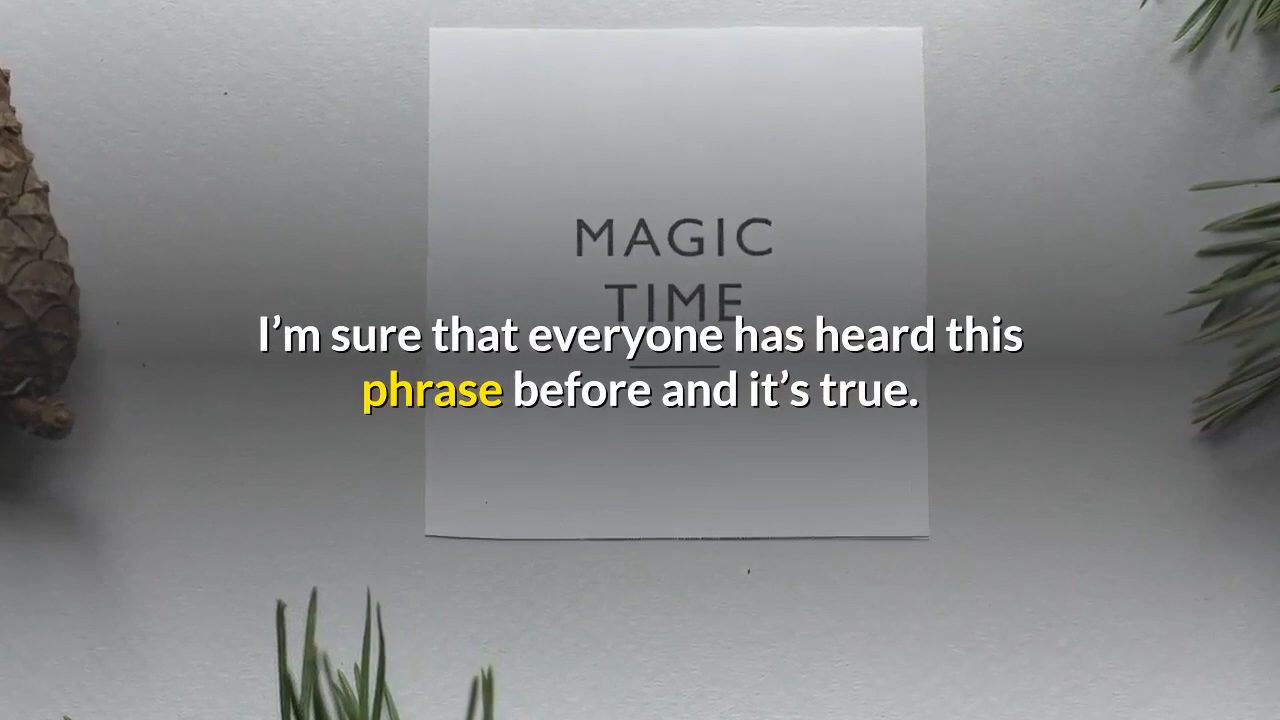 MAGIC
TIME
I’m sure that everyone has heard this
phrase before and it’s true.